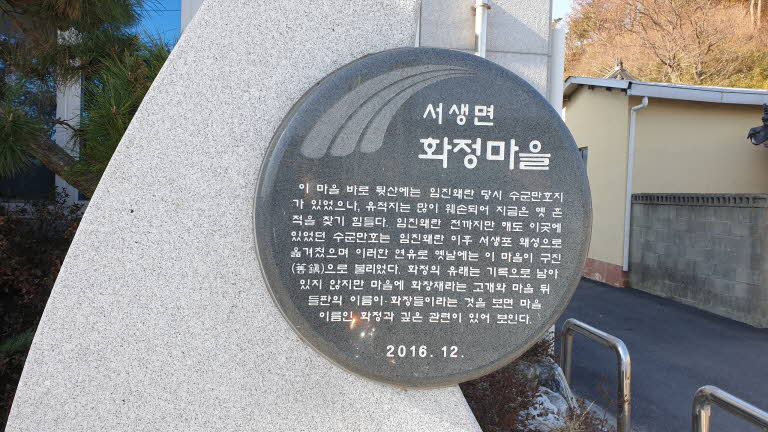 서생면
화정마을
이 마을 바로 뒷산에는 임진왜란 당시 수군만호지
가 있었으나, 유적지는 많이 훼손되어 지금은 옛 흔
적을 찾기 힘들다. 임진왜란 전까지만 해도 이곳에
있었던 수군만호는 임진왜란 이후 서생포 왜성으로
옮겨졌으며 이러한 연유로 옛날에는 이 마을이 구진
(舊鎭)으로 불리었다. 화정의 유래는 기록으로 남아
있지 않지만 마을에 화장재라는 고개와 마을 뒤
들판의 이름이 화장들이라는 것을 보면 마을
이름인 화정과 깊은 관련이 있어 보인다.
2016. 12.